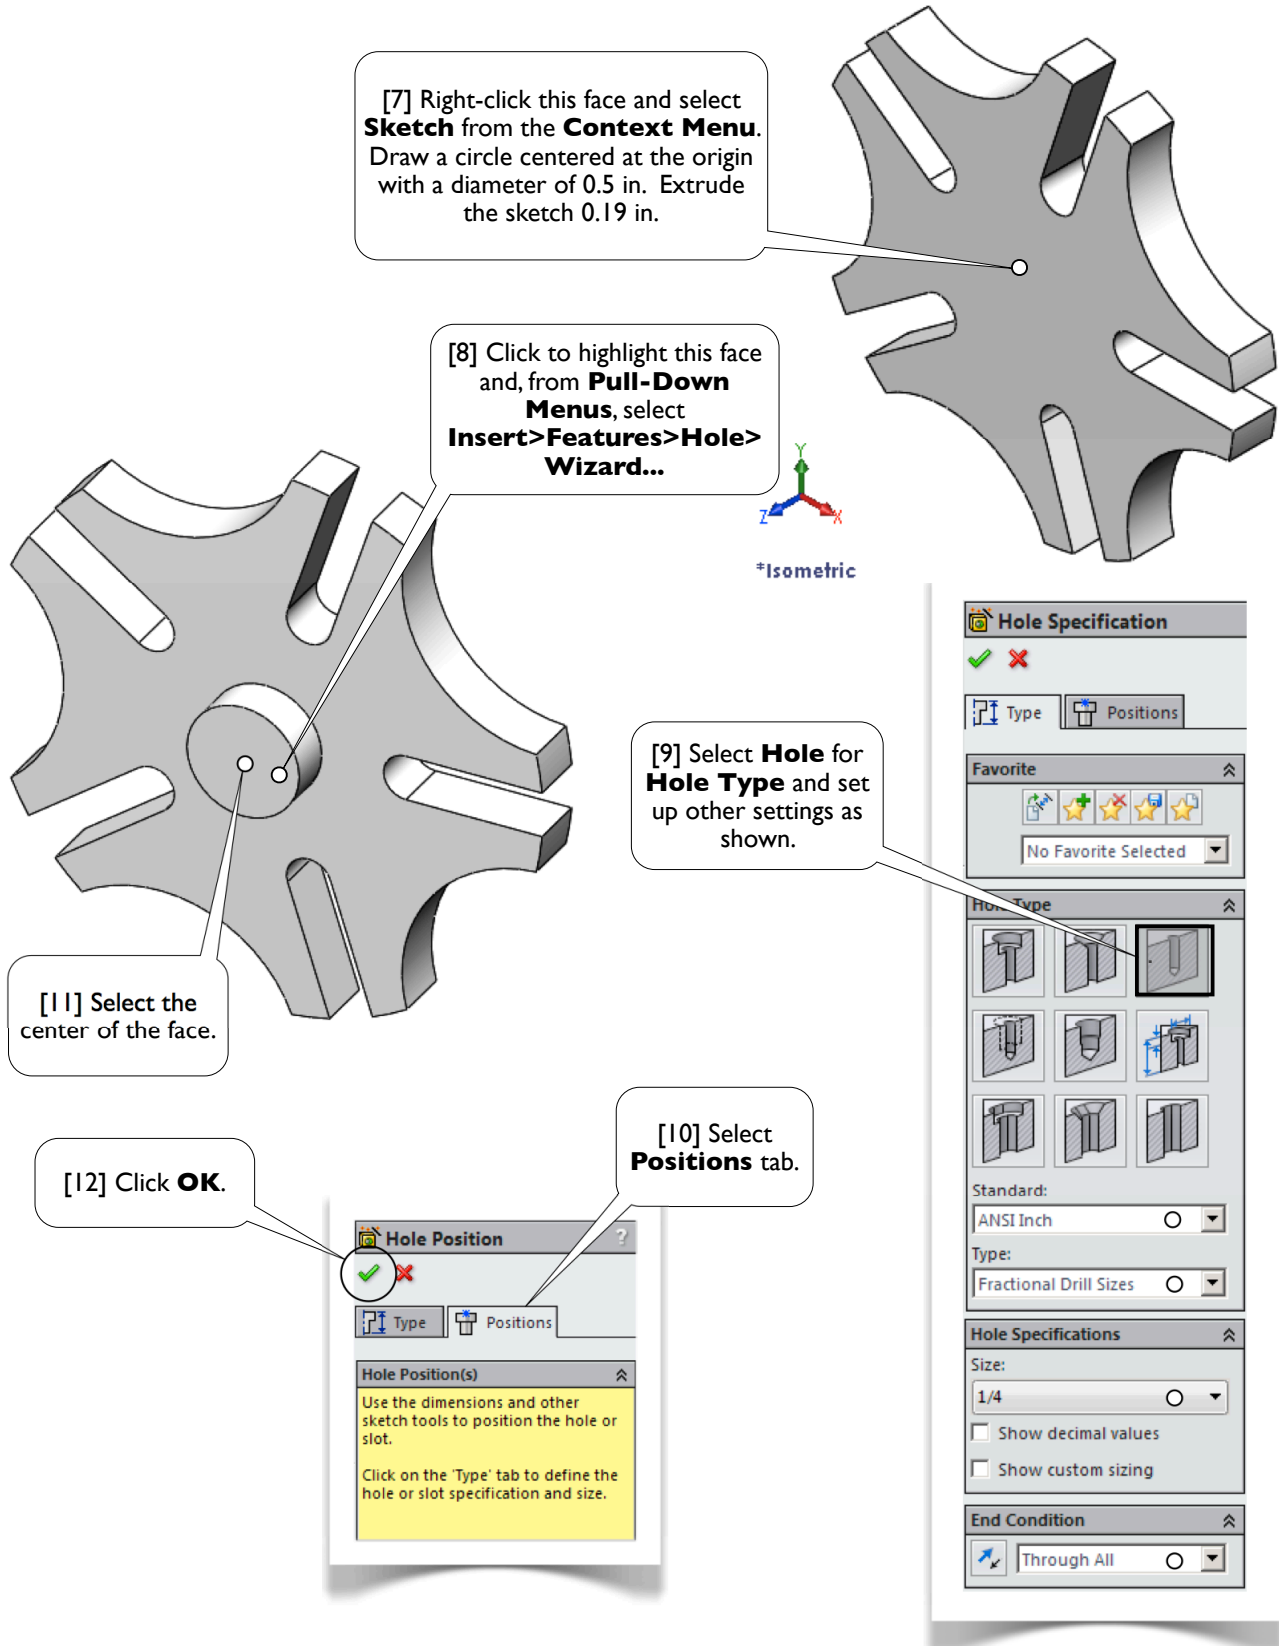 [7] Right-click this face and select
Sketch from the Context Menu.
Draw a circle centered at the origin
with a diameter of 0.5 in. Extrude
the sketch 0.19 in.
[8] Click to highlight this face
and, from Pull-Down
Menus, select
Insert>Features>Hole>
Wizard...
Y
Z
X
*Isometric
[9] Select Hole for
Hole Type and set
up other settings as
shown.
[11] Select the
center of the face.
[10] Select
Positions tab.
[12] Click OK.
Hole Position ?
Type Positions
Hole Position(s)
Use the dimensions and other
sketch tools to position the hole or
slot.
Click on the 'Type' tab to define the
hole or slot specification and size.
Hole Specification
Type Positions
Favorite
No Favorite Selected
Hole Type
Standard:
ANSI Inch
Type:
Fractional Drill Sizes
Hole Specifications
Size:
1/4
Show decimal values
Show custom sizing
End Condition
Through All